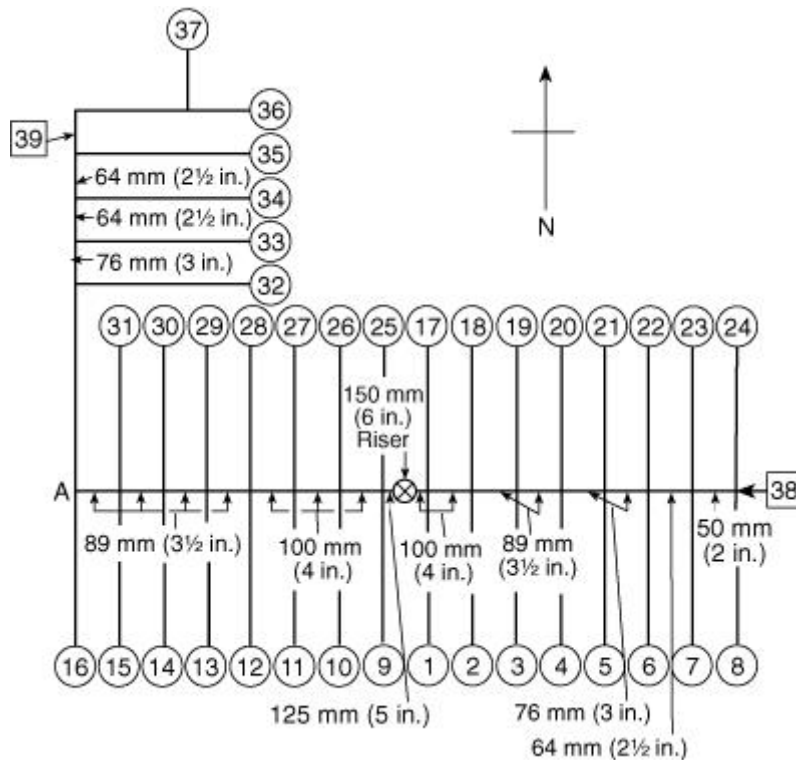 37
36
39
35
64 mm (2½ in.)
34
64 mm (2½ in.)
33
76 mm (3 in.)
32
N
31 30 29 28 27 26 25 17 18 19 20 21 22 23 24
150 mm
(6 in.)
Riser
A
38
89 mm (3½ in.)
100 mm
(4 in.)
100 mm
(4 in.)
89 mm
(3½ in.)
50 mm
(2 in.)
16 15 14 13 12 11 10 9 1 2 3 4 5 6 7 8
125 mm (5 in.)
76 mm (3 in.)
64 mm (2½ in.)